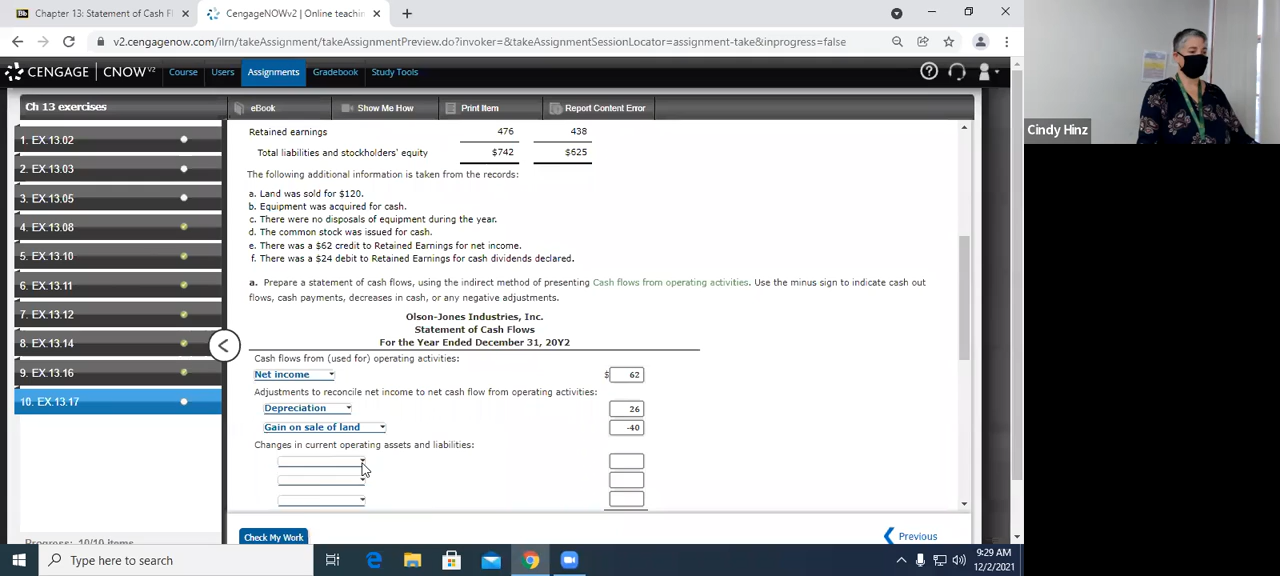 Chapter 13: Statement of Cash F
CengageNOWv2 | Online teachin
v2.cengagenow.com/ilrn/takeAssignment/takeAssignmentPreview.do?invoker=&takeAssignmentSessionLocator=assignment-take&inprogress=false
CENGAGE | CNOWV2 Course Users Assignments Gradebook Study Tools
Ch 13 exercises
eBook Show Me How Print Item Report Content Error
1. EX.13.02
2. EX.13.03
3. EX.13.05
4. EX.13.08
5. EX.13.10
6. EX.13.11
7. EX.13.12
8. EX.13.14
9. EX.13.16
10. EX.13.17
Retained earnings 476 438
Total liabilities and stockholders' equity $742 $625
The following additional information is taken from the records:
a. Land was sold for $120.
b. Equipment was acquired for cash.
c. There were no disposals of equipment during the year.
d. The common stock was issued for cash.
e. There was a $62 credit to Retained Earnings for net income.
f. There was a $24 debit to Retained Earnings for cash dividends declared.
a. Prepare a statement of cash flows, using the indirect method of presenting Cash flows from operating activities. Use the minus sign to indicate cash out
flows, cash payments, decreases in cash, or any negative adjustments.
Olson-Jones Industries, Inc.
Statement of Cash Flows
For the Year Ended December 31, 20Y2
Cash flows from (used for) operating activities:
Net income $ 62
Adjustments to reconcile net income to net cash flow from operating activities:
Depreciation 26
Gain on sale of land -40
Changes in current operating assets and liabilities:
Check My Work Previous
Progress: 10/10 items
Type here to search
9:29 AM
12/2/2021
Cindy Hinz